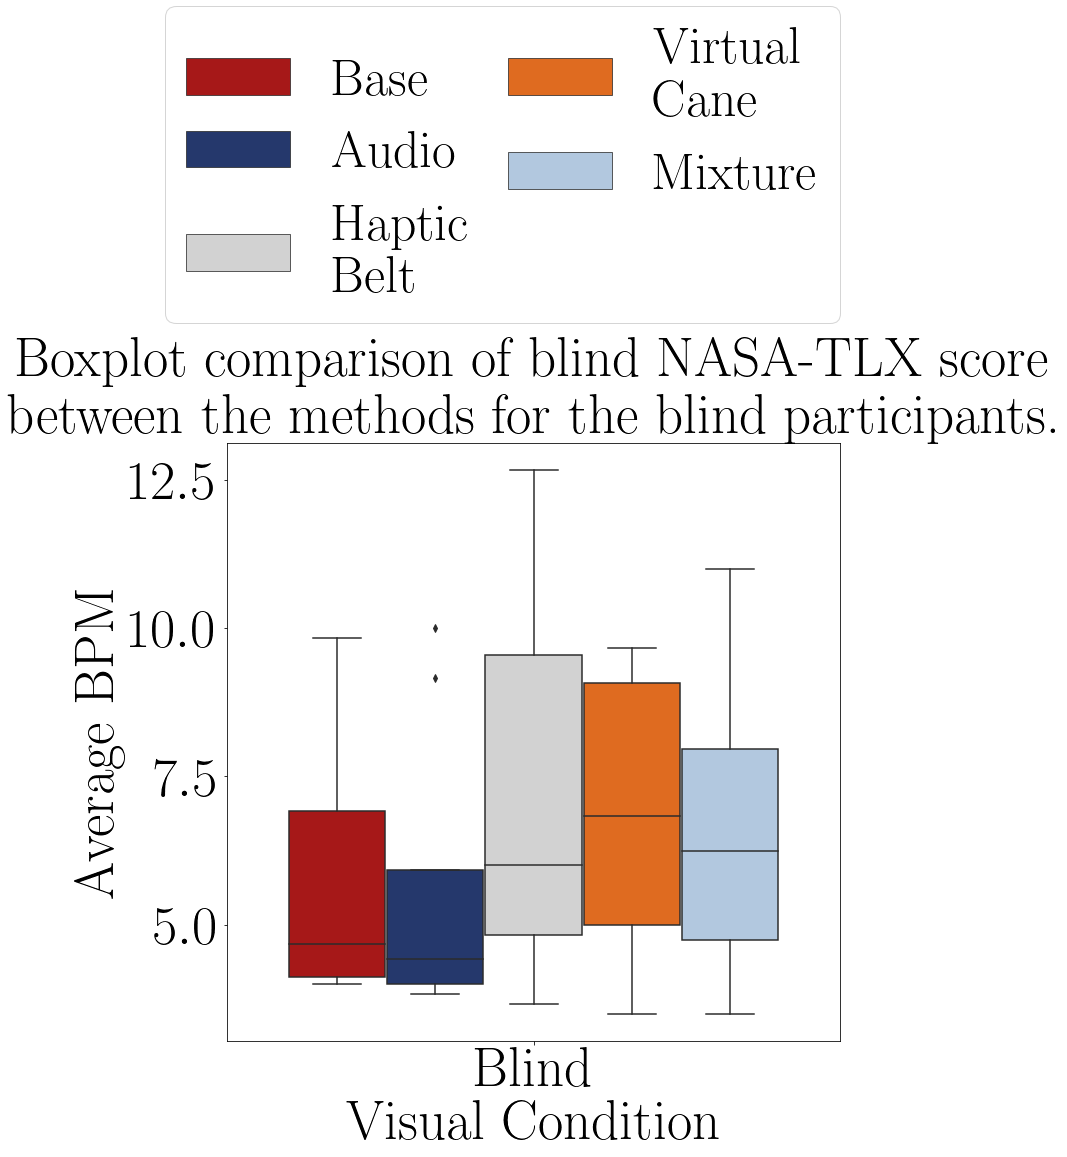 Base
Audio
Haptic
Belt
Virtual
Cane
Mixture
Boxplot comparison of blind NASA-TLX score
between the methods for the blind participants.
12.5
10.0
7.5
5.0
Average BPM
Blind
Visual Condition